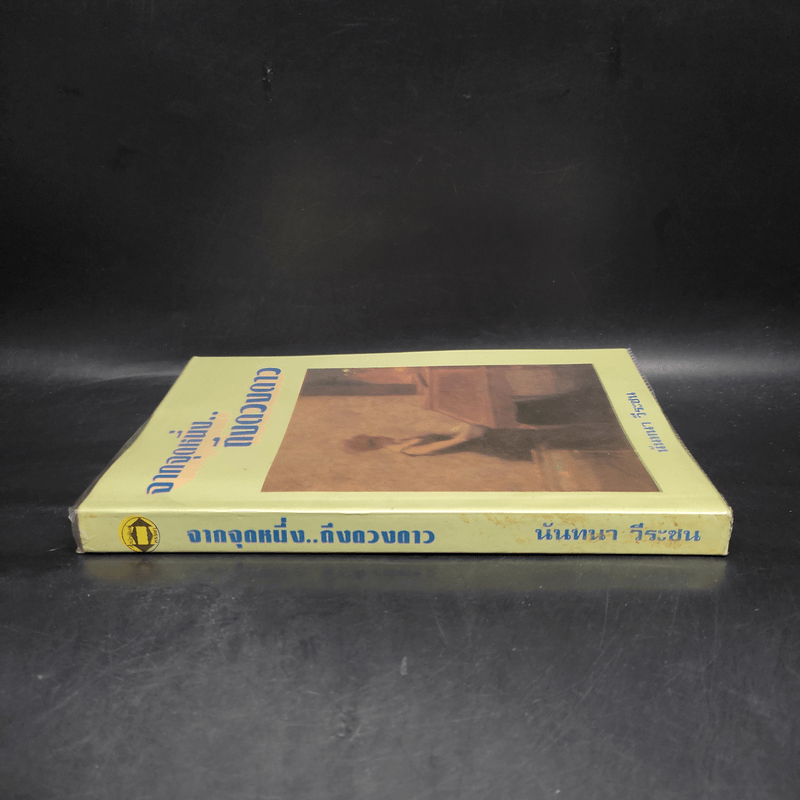 จากจุดหนึ่ง..
ถึงดวงดาว
นันทนา วีระชน
จากจุดหนึ่ง..ถึงดวงดาว
นันทนา วีระชน